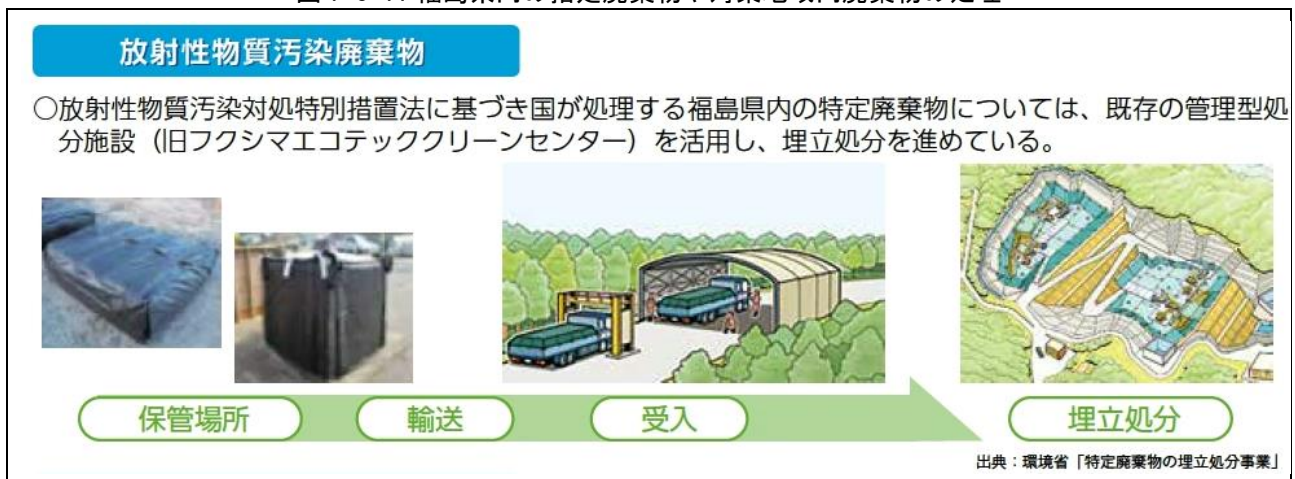 放射性物質汚染廃棄物
○放射性物質汚染対処特別措置法に基づき国が処理する福島県内の特定廃棄物については、既存の管理型処
分施設（旧フクシマエコテッククリーンセンター）を活用し、埋立処分を進めている。
保管場所
輸送
受入
埋立処分
出典：環境省「特定廃棄物の埋立処分事業」